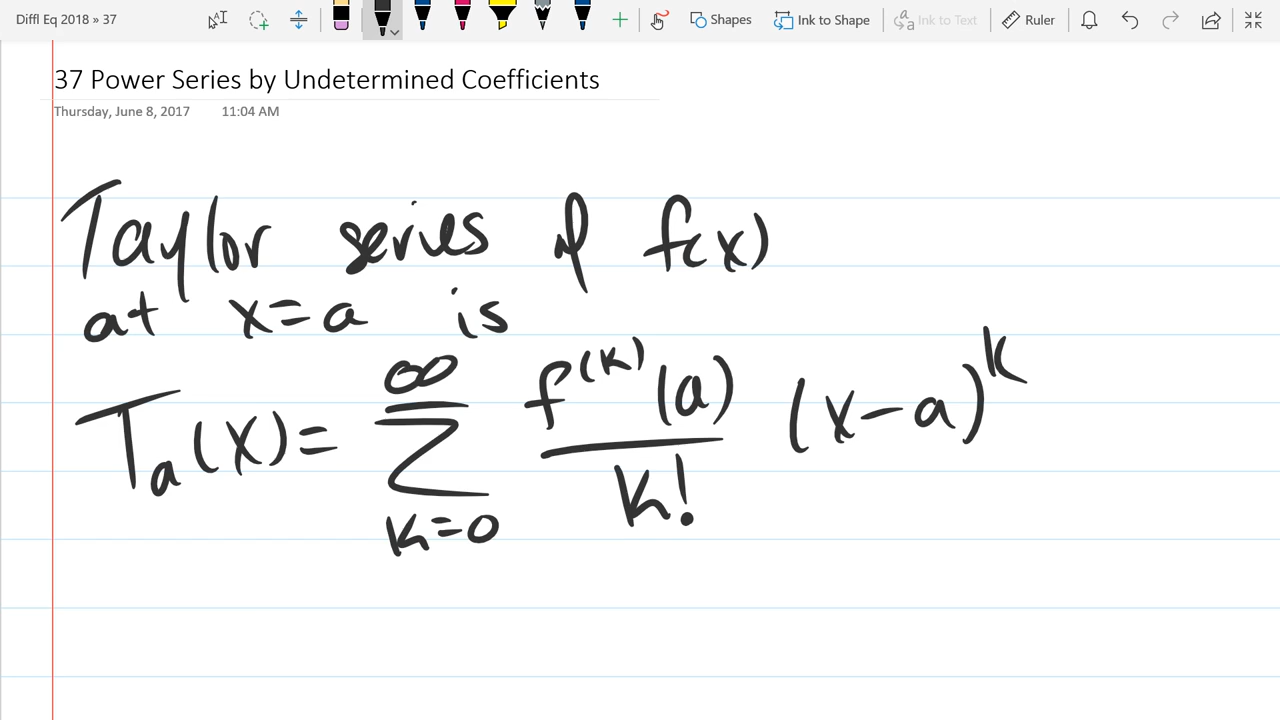 Diffl Eq 2018 » 37
Shapes Ink to Shape Ink to Text Ruler
37 Power Series by Undetermined Coefficients
Thursday, June 8, 2017 11:04 AM
Taylor series of f(x)
at x=a is
Tₐ(x) = ∑_{k=0}^{∞} \frac{f^{(k)}(a)}{k!} (x-a)^k